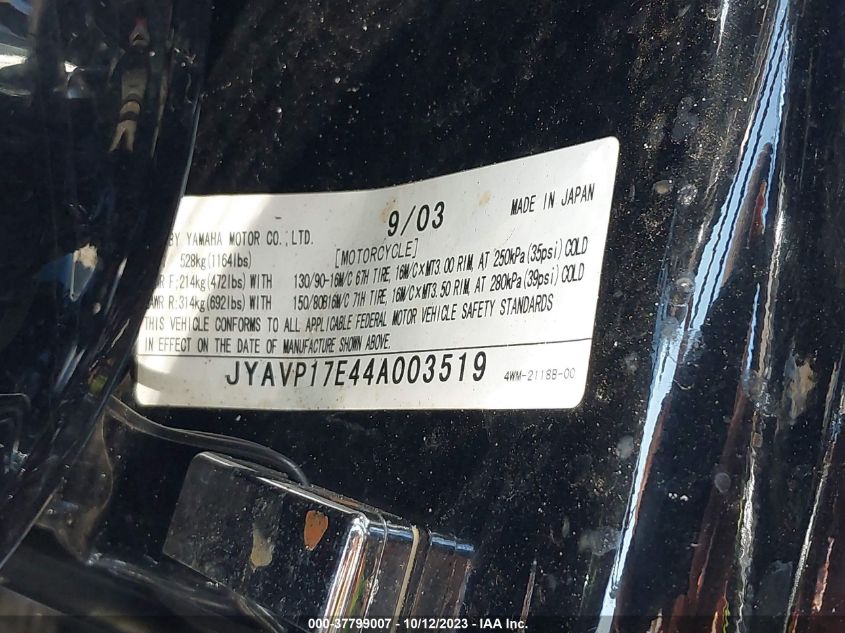 BY YAMAHA MOTOR CO.,LTD. 9/03 MADE IN JAPAN
528kg(1164lbs) [MOTORCYCLE]
F:214kg(472lbs) WITH 130/90-16M/C 67H TIRE, 16M/C×MT3.00 RIM, AT 250kPa(35psi) COLD
R:314kg(692lbs) WITH 150/80B16M/C 71H TIRE, 16M/C×MT3.50 RIM, AT 280kPa(39psi) COLD
THIS VEHICLE CONFORMS TO ALL APPLICABLE FEDERAL MOTOR VEHICLE SAFETY STANDARDS
IN EFFECT ON THE DATE OF MANUFACTURE SHOWN ABOVE.
JYAVP17E44A003519 4WM-2118B-00
000-37799007 - 10/12/2023 - COPYRIGHT IAA, LLC.